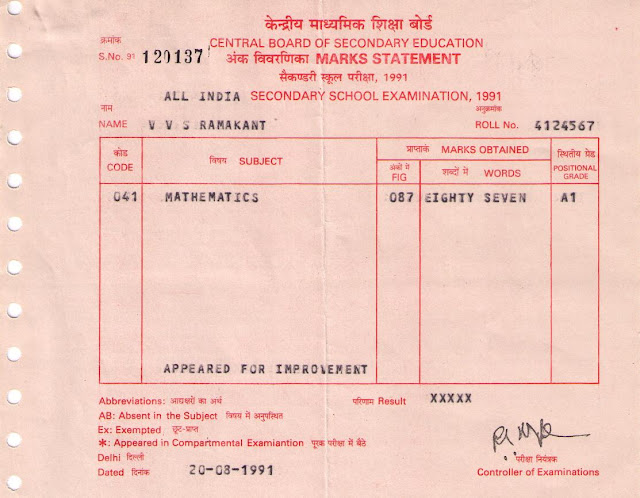 केन्द्रीय माध्यमिक शिक्षा बोर्ड
क्रमांक
CENTRAL BOARD OF SECONDARY EDUCATION
S.No. 91 120137 अंक विवरणिका MARKS STATEMENT
सैकण्डरी स्कूल परीक्षा, 1991
ALL INDIA SECONDARY SCHOOL EXAMINATION, 1991
नाम अनुक्रमांक
NAME V V S RAMAKANT ROLL No. 4124567
कोड विषय SUBJECT प्राप्तांक MARKS OBTAINED स्थितीय ग्रेड
CODE अंकों में शब्दों में WORDS POSITIONAL
FIG GRADE
041 MATHEMATICS 087 EIGHTY SEVEN A1
APPEARED FOR IMPROVEMENT
Abbreviations: आद्यक्षरों का अर्थ परिणाम Result XXXXX
AB: Absent in the Subject विषय में अनुपस्थित
Ex: Exempted छूट-प्राप्त
*: Appeared in Compartmental Examiantion पूरक परीक्षा में बैठे
Delhi दिल्ली परीक्षा नियंत्रक
Dated दिनांक 20-08-1991 Controller of Examinations